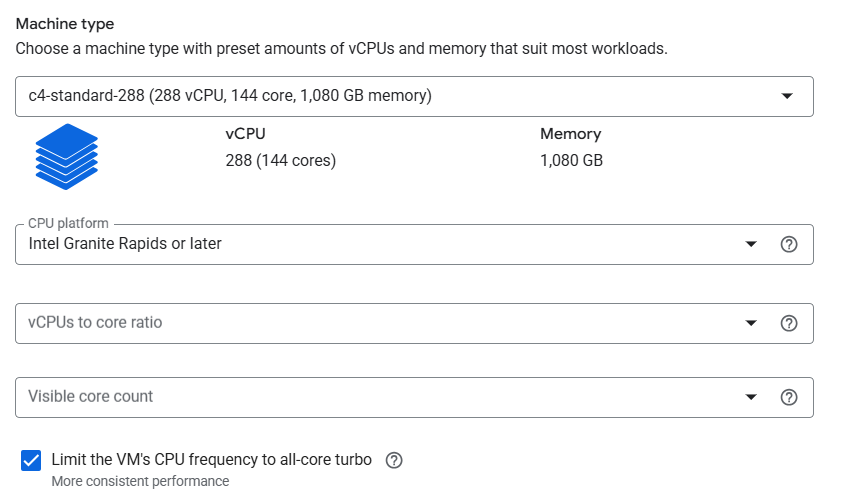 Machine type
Choose a machine type with preset amounts of vCPUs and memory that suit most workloads.
c4-standard-288 (288 vCPU, 144 core, 1,080 GB memory)
vCPU
288 (144 cores)
Memory
1,080 GB
CPU platform
Intel Granite Rapids or later
vCPUs to core ratio
Visible core count
Limit the VM's CPU frequency to all-core turbo
More consistent performance